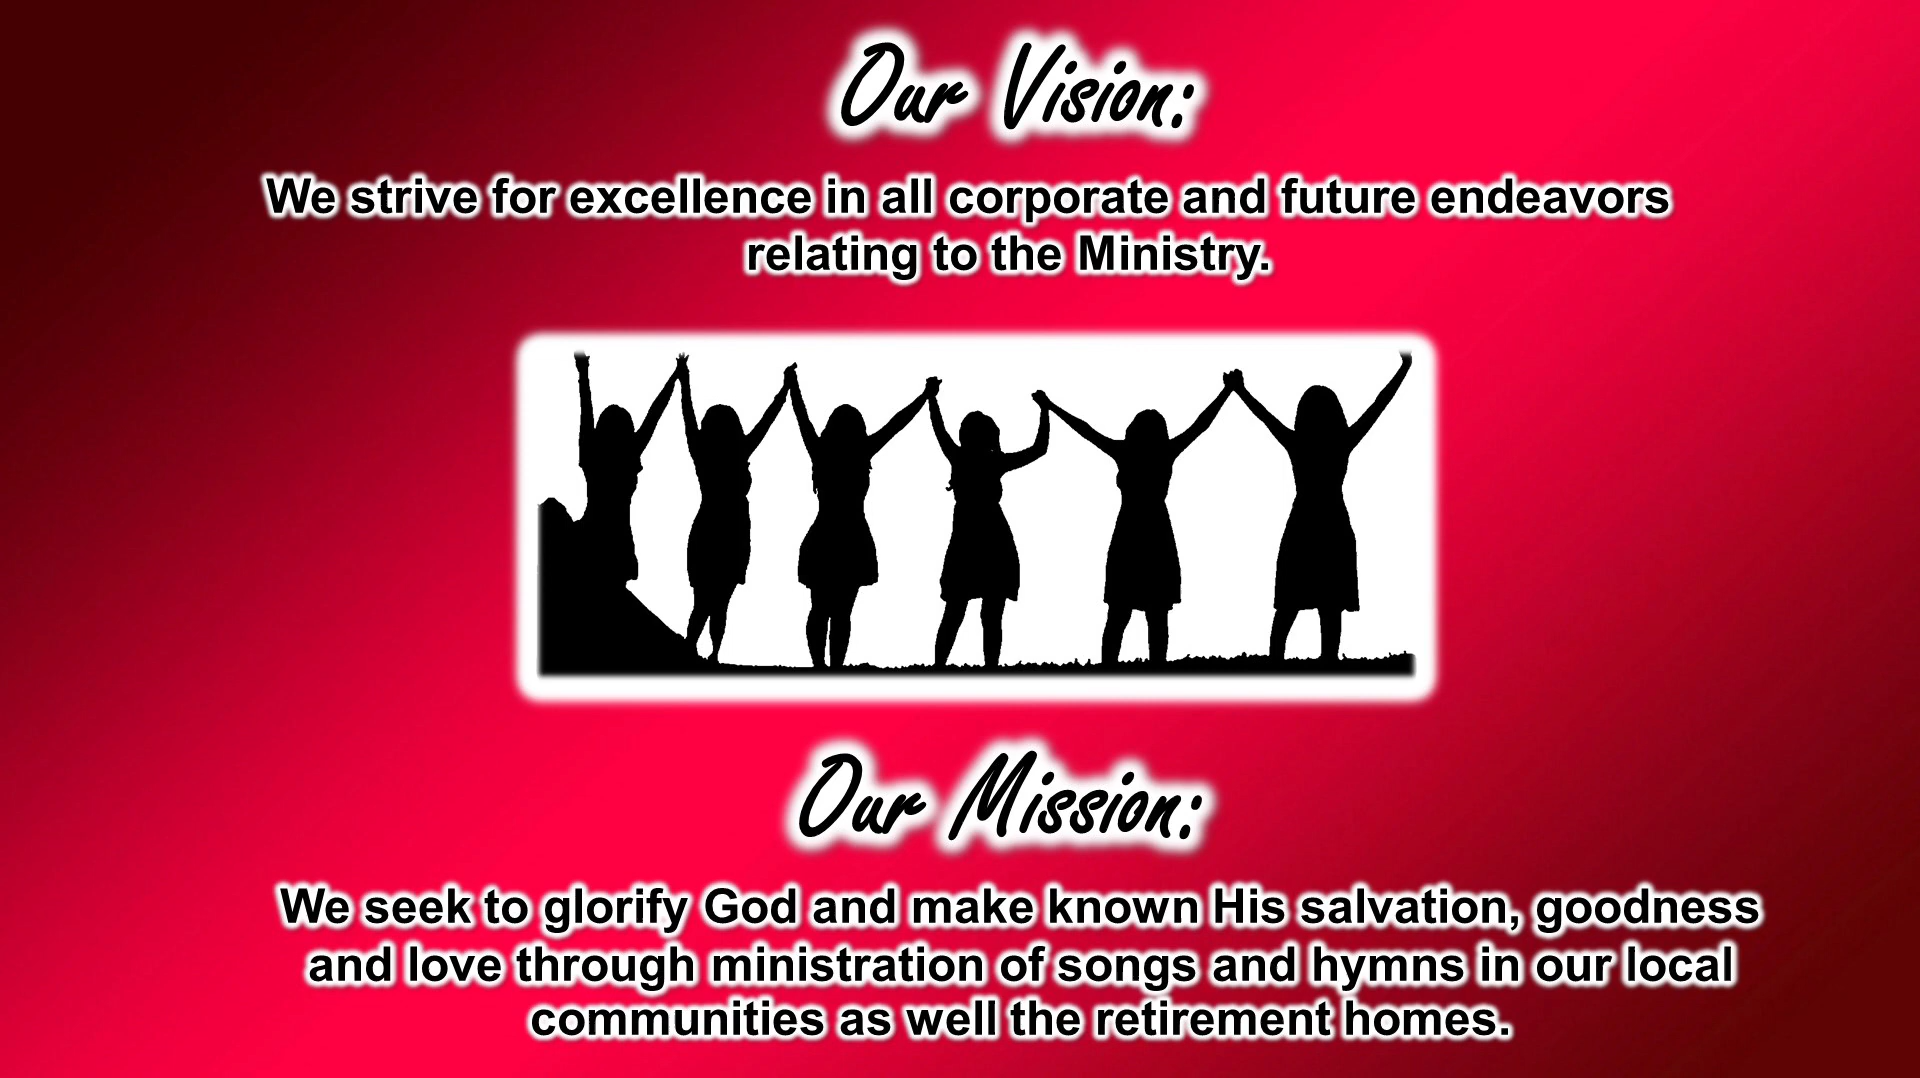 Our Vision:
We strive for excellence in all corporate and future endeavors
relating to the Ministry.
Our Mission:
We seek to glorify God and make known His salvation, goodness
and love through ministration of songs and hymns in our local
communities as well the retirement homes.